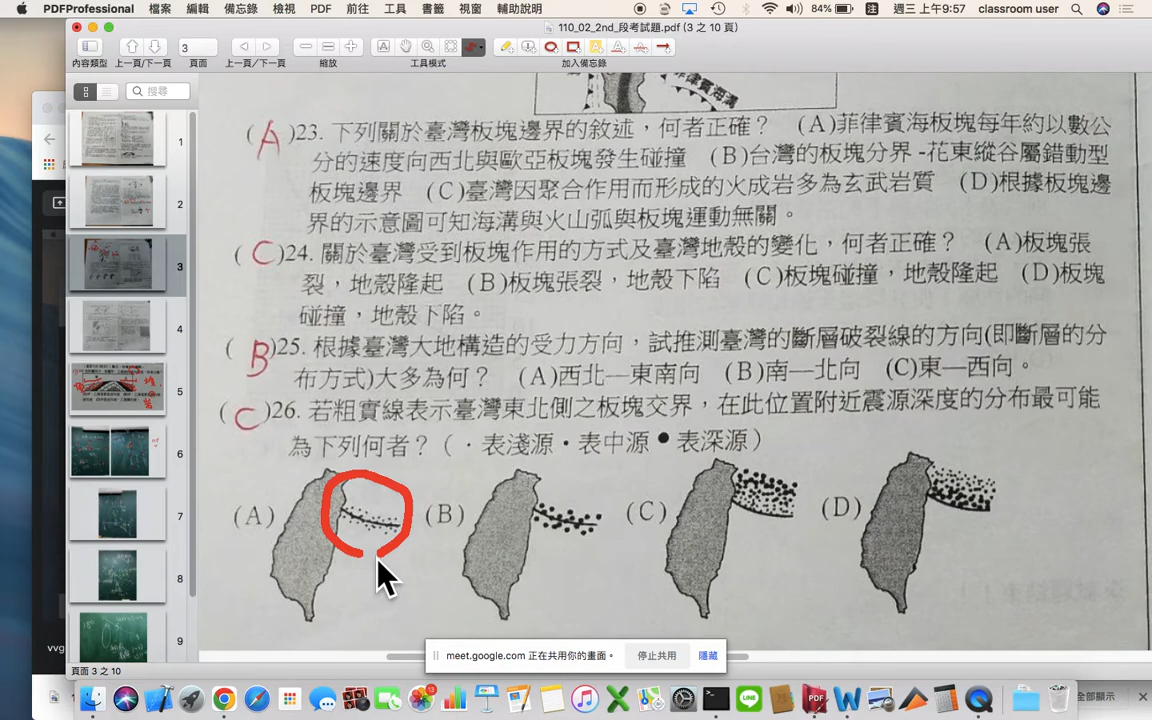 PDFProfessional 檔案 編輯 備忘錄 檢視 PDF 前往 工具 書籤 視窗 輔助說明
84% 注 週三 上午9:57 classroom user
110_02_2nd_段考試題.pdf (3 之 10 頁)
3
A
內容類型 上一頁/下一頁 頁面 上一頁/下一頁 縮放 工具模式 加入備忘錄
搜尋
1
2
3
4
5
6
7
8
9
頁面 3 之 10
菲律賓海溝
(A)23. 下列關於臺灣板塊邊界的敘述，何者正確？ (A)菲律賓海板塊每年約以數公
分的速度向西北與歐亞板塊發生碰撞 (B)台灣的板塊分界 -花東縱谷屬錯動型
板塊邊界 (C)臺灣因聚合作用而形成的火成岩多為玄武岩質 (D)根據板塊邊
界的示意圖可知海溝與火山弧與板塊運動無關。
(C)24. 關於臺灣受到板塊作用的方式及臺灣地殼的變化，何者正確？ (A)板塊張
裂，地殼隆起 (B)板塊張裂，地殼下陷 (C)板塊碰撞，地殼隆起 (D)板塊
碰撞，地殼下陷。
(B)25. 根據臺灣大地構造的受力方向，試推測臺灣的斷層破裂線的方向(即斷層的分
布方式)大多為何？ (A)西北—東南向 (B)南—北向 (C)東—西向。
(C)26. 若粗實線表示臺灣東北側之板塊交界，在此位置附近震源深度的分布最可能
為下列何者？（·表淺源•表中源●表深源）
(A) (B) (C) (D)
meet.google.com 正在共用你的畫面。 停止共用 隱藏
vvg
全部顯示
13
LINE
PDF